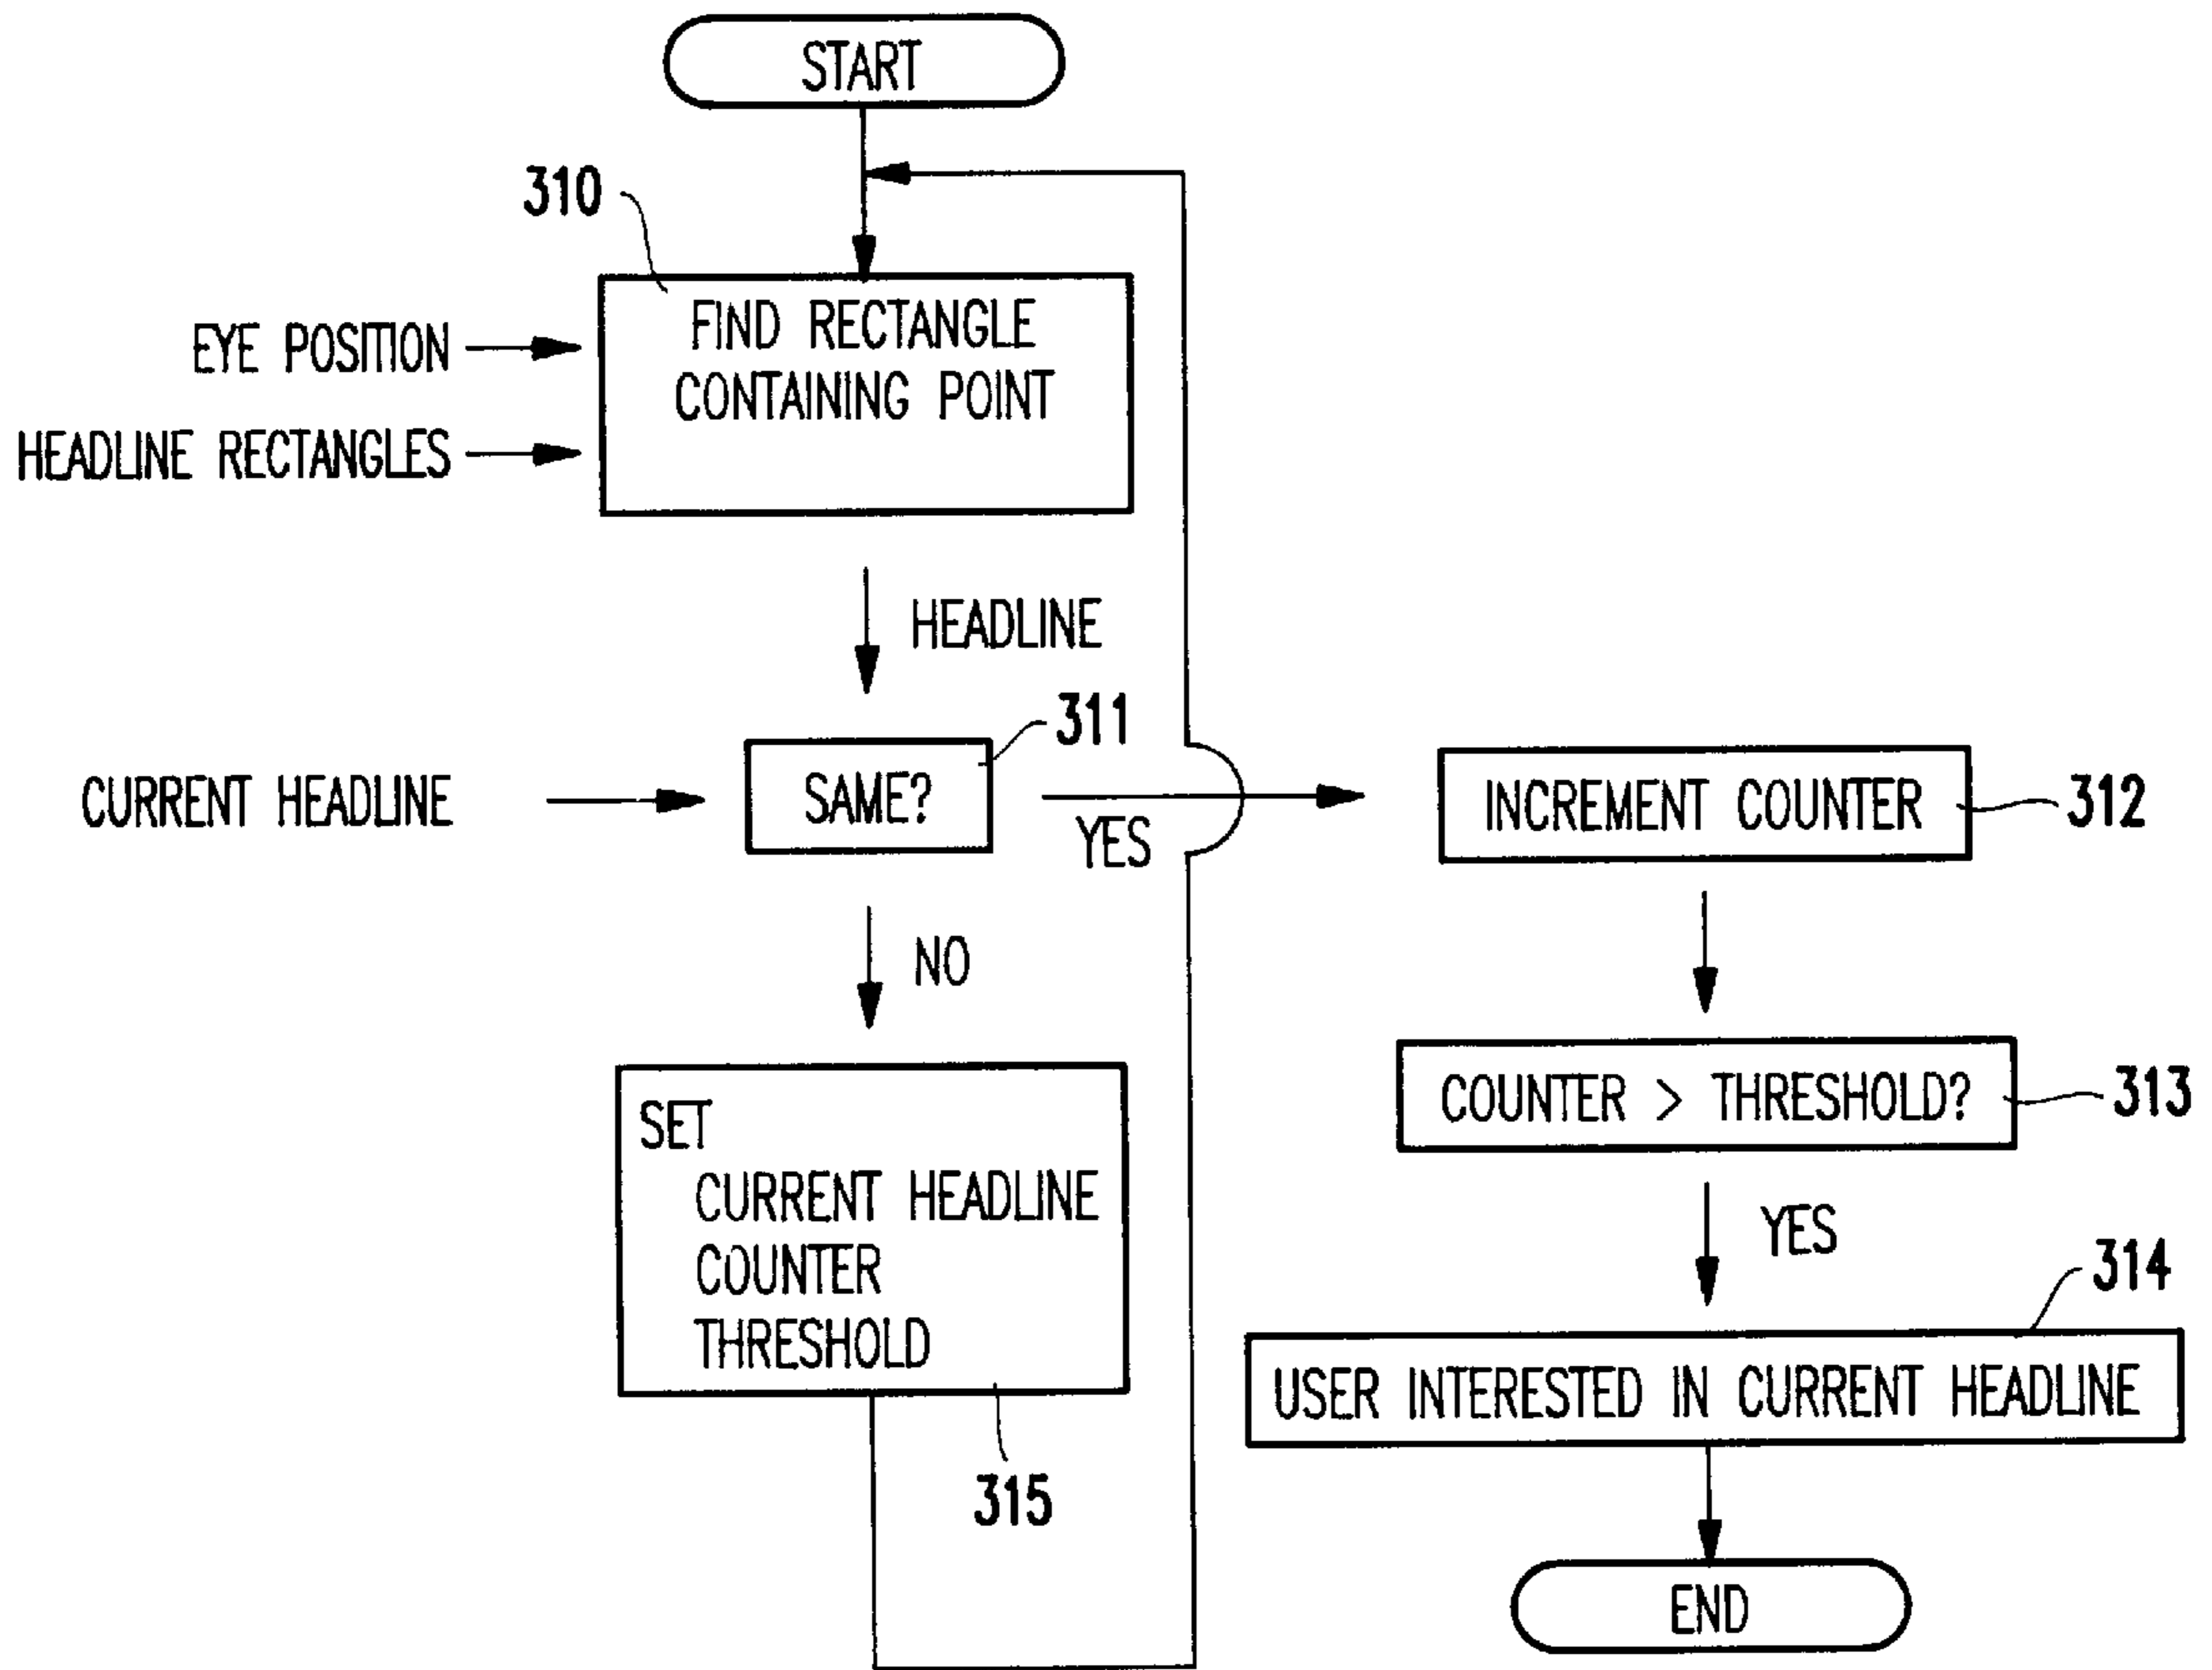 START
310
FIND RECTANGLE
CONTAINING POINT
EYE POSITION
HEADLINE RECTANGLES
HEADLINE
311
CURRENT HEADLINE
SAME?
YES
INCREMENT COUNTER
312
NO
COUNTER > THRESHOLD?
313
SET
CURRENT HEADLINE
COUNTER
THRESHOLD
315
YES
314
USER INTERESTED IN CURRENT HEADLINE
END